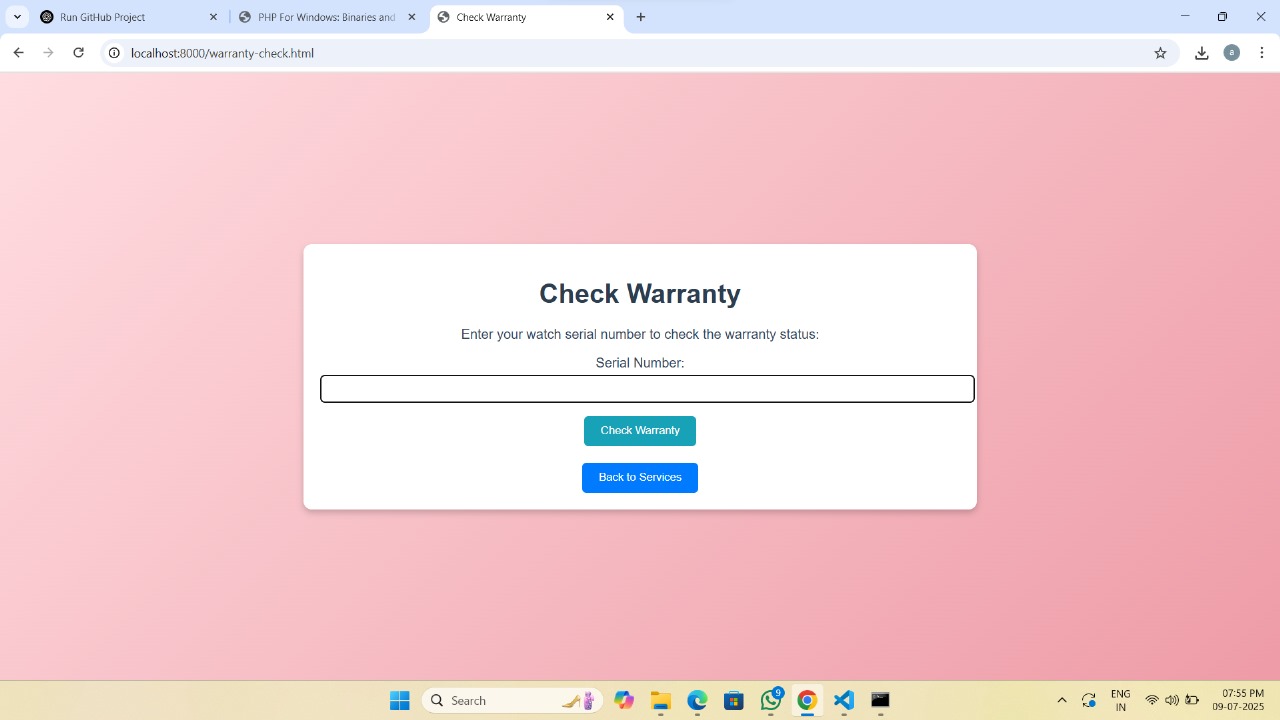 Run GitHub Project
PHP For Windows: Binaries and
Check Warranty
localhost:8000/warranty-check.html
a
Check Warranty
Enter your watch serial number to check the warranty status:
Serial Number:
Check Warranty
Back to Services
Search
9
ENG
IN
07:55 PM
09-07-2025